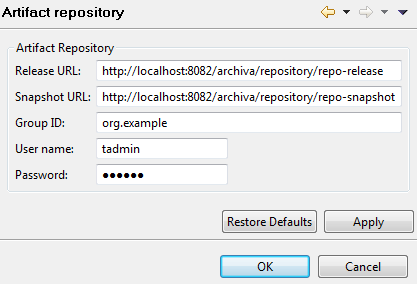 Artifact repository
Artifact Repository
Release URL: http://localhost:8082/archiva/repository/repo-release
Snapshot URL: http://localhost:8082/archiva/repository/repo-snapshot
Group ID: org.example
User name: tadmin
Password: ●●●●●●
Restore Defaults Apply
OK Cancel